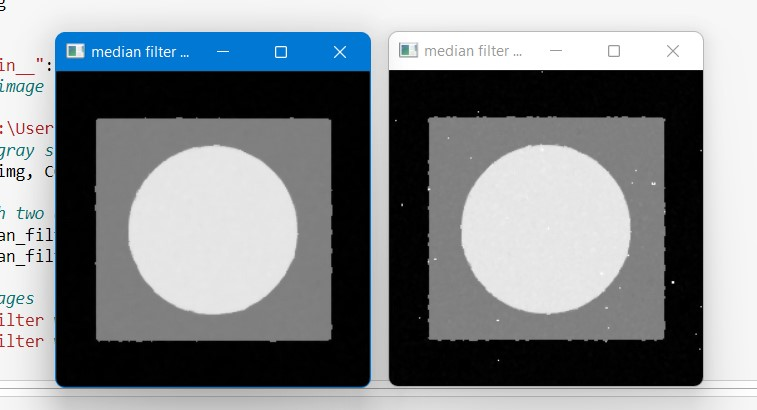 median filter ...
median filter ...
in__":
image
:\User
gray s
img, C
h two
an_fil
an_fil
ages
ilter
ilter